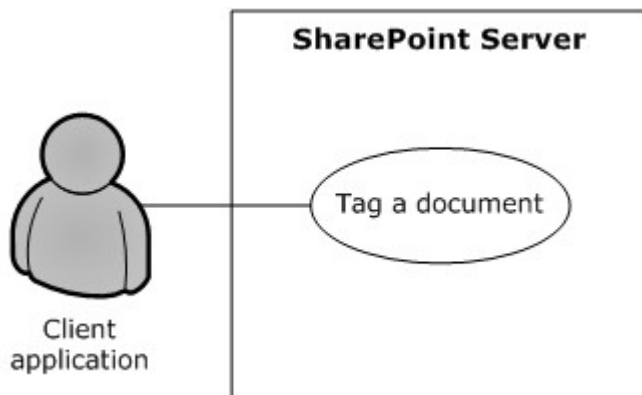 SharePoint Server
Tag a document
Client
application